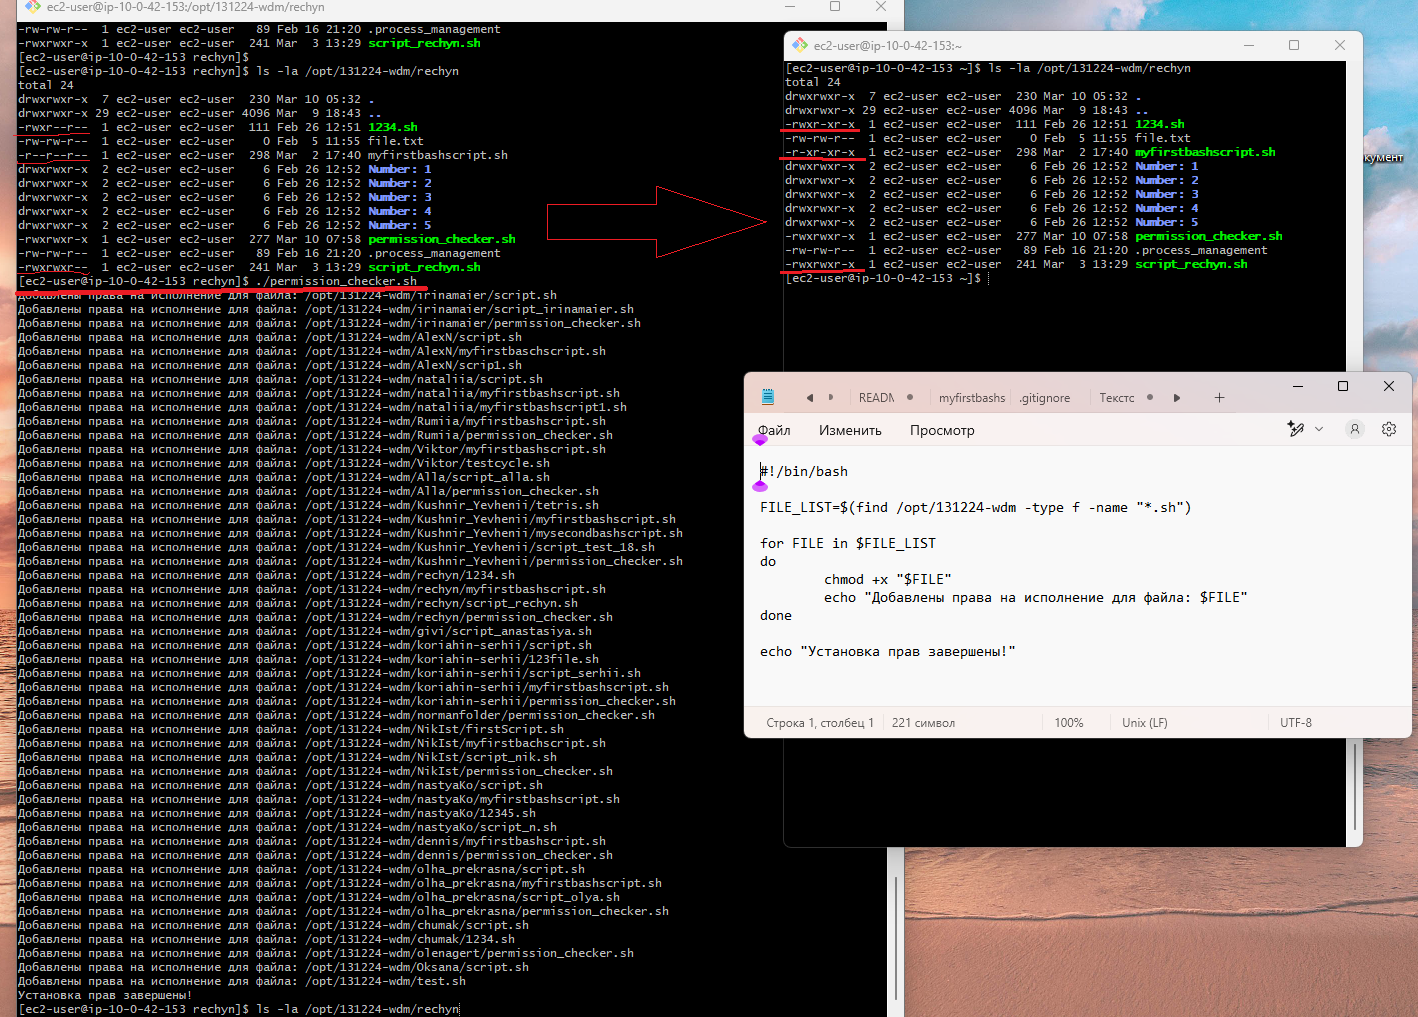 ec2-user@ip-10-0-42-153:/opt/131224-wdm/rechyn
-rw-rw-r-- 1 ec2-user ec2-user 89 Feb 16 21:20 .process_management
-rwxrwxr-x 1 ec2-user ec2-user 241 Mar 3 13:29 script_rechyn.sh
[ec2-user@ip-10-0-42-153 rechyn]$
[ec2-user@ip-10-0-42-153 rechyn]$ ls -la /opt/131224-wdm/rechyn
total 24
drwxrwxr-x 7 ec2-user ec2-user 230 Mar 10 05:32 .
drwxrwxr-x 29 ec2-user ec2-user 4096 Mar 9 18:43 ..
-rwxr--r-- 1 ec2-user ec2-user 111 Feb 26 12:51 1234.sh
-rw-rw-r-- 1 ec2-user ec2-user 0 Feb 5 11:55 file.txt
-r--r--r-- 1 ec2-user ec2-user 298 Mar 2 17:40 myfirstbashscript.sh
drwxrwxr-x 2 ec2-user ec2-user 6 Feb 26 12:52 Number: 1
drwxrwxr-x 2 ec2-user ec2-user 6 Feb 26 12:52 Number: 2
drwxrwxr-x 2 ec2-user ec2-user 6 Feb 26 12:52 Number: 3
drwxrwxr-x 2 ec2-user ec2-user 6 Feb 26 12:52 Number: 4
drwxrwxr-x 2 ec2-user ec2-user 6 Feb 26 12:52 Number: 5
-rwxrwxr-x 1 ec2-user ec2-user 277 Mar 10 07:58 permission_checker.sh
-rw-rw-r-- 1 ec2-user ec2-user 89 Feb 16 21:20 .process_management
-rwxrwxr-- 1 ec2-user ec2-user 241 Mar 3 13:29 script_rechyn.sh
[ec2-user@ip-10-0-42-153 rechyn]$ ./permission_checker.sh
Добавлены права на исполнение для файла: /opt/131224-wdm/irinamaier/script.sh
Добавлены права на исполнение для файла: /opt/131224-wdm/irinamaier/script_irinamaier.sh
Добавлены права на исполнение для файла: /opt/131224-wdm/irinamaier/permission_checker.sh
Добавлены права на исполнение для файла: /opt/131224-wdm/AlexN/script.sh
Добавлены права на исполнение для файла: /opt/131224-wdm/AlexN/myfirstbaschscript.sh
Добавлены права на исполнение для файла: /opt/131224-wdm/AlexN/scrip1.sh
Добавлены права на исполнение для файла: /opt/131224-wdm/nataliia/script.sh
Добавлены права на исполнение для файла: /opt/131224-wdm/nataliia/myfirstbashscript.sh
Добавлены права на исполнение для файла: /opt/131224-wdm/nataliia/myfirstbashscript1.sh
Добавлены права на исполнение для файла: /opt/131224-wdm/Rumiia/myfirstbashscript.sh
Добавлены права на исполнение для файла: /opt/131224-wdm/Rumiia/permission_checker.sh
Добавлены права на исполнение для файла: /opt/131224-wdm/Viktor/myfirstbashscript.sh
Добавлены права на исполнение для файла: /opt/131224-wdm/Viktor/testcycle.sh
Добавлены права на исполнение для файла: /opt/131224-wdm/Alla/script_alla.sh
Добавлены права на исполнение для файла: /opt/131224-wdm/Alla/permission_checker.sh
Добавлены права на исполнение для файла: /opt/131224-wdm/Kushnir_Yevhenii/tetris.sh
Добавлены права на исполнение для файла: /opt/131224-wdm/Kushnir_Yevhenii/myfirstbashscript.sh
Добавлены права на исполнение для файла: /opt/131224-wdm/Kushnir_Yevhenii/mysecondbashscript.sh
Добавлены права на исполнение для файла: /opt/131224-wdm/Kushnir_Yevhenii/script_test_18.sh
Добавлены права на исполнение для файла: /opt/131224-wdm/Kushnir_Yevhenii/permission_checker.sh
Добавлены права на исполнение для файла: /opt/131224-wdm/rechyn/1234.sh
Добавлены права на исполнение для файла: /opt/131224-wdm/rechyn/myfirstbashscript.sh
Добавлены права на исполнение для файла: /opt/131224-wdm/rechyn/script_rechyn.sh
Добавлены права на исполнение для файла: /opt/131224-wdm/rechyn/permission_checker.sh
Добавлены права на исполнение для файла: /opt/131224-wdm/givi/script_anastasiya.sh
Добавлены права на исполнение для файла: /opt/131224-wdm/koriahin-serhii/script.sh
Добавлены права на исполнение для файла: /opt/131224-wdm/koriahin-serhii/123file.sh
Добавлены права на исполнение для файла: /opt/131224-wdm/koriahin-serhii/script_serhii.sh
Добавлены права на исполнение для файла: /opt/131224-wdm/koriahin-serhii/myfirstbashscript.sh
Добавлены права на исполнение для файла: /opt/131224-wdm/koriahin-serhii/permission_checker.sh
Добавлены права на исполнение для файла: /opt/131224-wdm/normanfolder/permission_checker.sh
Добавлены права на исполнение для файла: /opt/131224-wdm/NikIst/firstScript.sh
Добавлены права на исполнение для файла: /opt/131224-wdm/NikIst/myfirstbachscript.sh
Добавлены права на исполнение для файла: /opt/131224-wdm/NikIst/script_nik.sh
Добавлены права на исполнение для файла: /opt/131224-wdm/NikIst/permission_checker.sh
Добавлены права на исполнение для файла: /opt/131224-wdm/nastyaKo/script.sh
Добавлены права на исполнение для файла: /opt/131224-wdm/nastyaKo/myfirstbashscript.sh
Добавлены права на исполнение для файла: /opt/131224-wdm/nastyaKo/12345.sh
Добавлены права на исполнение для файла: /opt/131224-wdm/nastyaKo/script_n.sh
Добавлены права на исполнение для файла: /opt/131224-wdm/dennis/myfirstbashscript.sh
Добавлены права на исполнение для файла: /opt/131224-wdm/dennis/permission_checker.sh
Добавлены права на исполнение для файла: /opt/131224-wdm/olha_prekrasna/script.sh
Добавлены права на исполнение для файла: /opt/131224-wdm/olha_prekrasna/myfirstbashscript.sh
Добавлены права на исполнение для файла: /opt/131224-wdm/olha_prekrasna/script_olya.sh
Добавлены права на исполнение для файла: /opt/131224-wdm/olha_prekrasna/permission_checker.sh
Добавлены права на исполнение для файла: /opt/131224-wdm/chumak/script.sh
Добавлены права на исполнение для файла: /opt/131224-wdm/chumak/1234.sh
Добавлены права на исполнение для файла: /opt/131224-wdm/olenagert/permission_checker.sh
Добавлены права на исполнение для файла: /opt/131224-wdm/Oksana/script.sh
Добавлены права на исполнение для файла: /opt/131224-wdm/test.sh
Установка прав завершены!
[ec2-user@ip-10-0-42-153 rechyn]$ ls -la /opt/131224-wdm/rechyn
ec2-user@ip-10-0-42-153:~
[ec2-user@ip-10-0-42-153 ~]$ ls -la /opt/131224-wdm/rechyn
total 24
drwxrwxr-x 7 ec2-user ec2-user 230 Mar 10 05:32 .
drwxrwxr-x 29 ec2-user ec2-user 4096 Mar 9 18:43 ..
-rwxr-xr-x 1 ec2-user ec2-user 111 Feb 26 12:51 1234.sh
-rw-rw-r-- 1 ec2-user ec2-user 0 Feb 5 11:55 file.txt
-r-xr-xr-x 1 ec2-user ec2-user 298 Mar 2 17:40 myfirstbashscript.sh
drwxrwxr-x 2 ec2-user ec2-user 6 Feb 26 12:52 Number: 1
drwxrwxr-x 2 ec2-user ec2-user 6 Feb 26 12:52 Number: 2
drwxrwxr-x 2 ec2-user ec2-user 6 Feb 26 12:52 Number: 3
drwxrwxr-x 2 ec2-user ec2-user 6 Feb 26 12:52 Number: 4
drwxrwxr-x 2 ec2-user ec2-user 6 Feb 26 12:52 Number: 5
-rwxrwxr-x 1 ec2-user ec2-user 277 Mar 10 07:58 permission_checker.sh
-rw-rw-r-- 1 ec2-user ec2-user 89 Feb 16 21:20 .process_management
-rwxrwxr-x 1 ec2-user ec2-user 241 Mar 3 13:29 script_rechyn.sh
[ec2-user@ip-10-0-42-153 ~]$
кумент
READM myfirstbashs .gitignore Текстс
Файл Изменить Просмотр
#!/bin/bash
FILE_LIST=$(find /opt/131224-wdm -type f -name "*.sh")
for FILE in $FILE_LIST
do
chmod +x "$FILE"
echo "Добавлены права на исполнение для файла: $FILE"
done
echo "Установка прав завершены!"
Строка 1, столбец 1 221 символ 100% Unix (LF) UTF-8